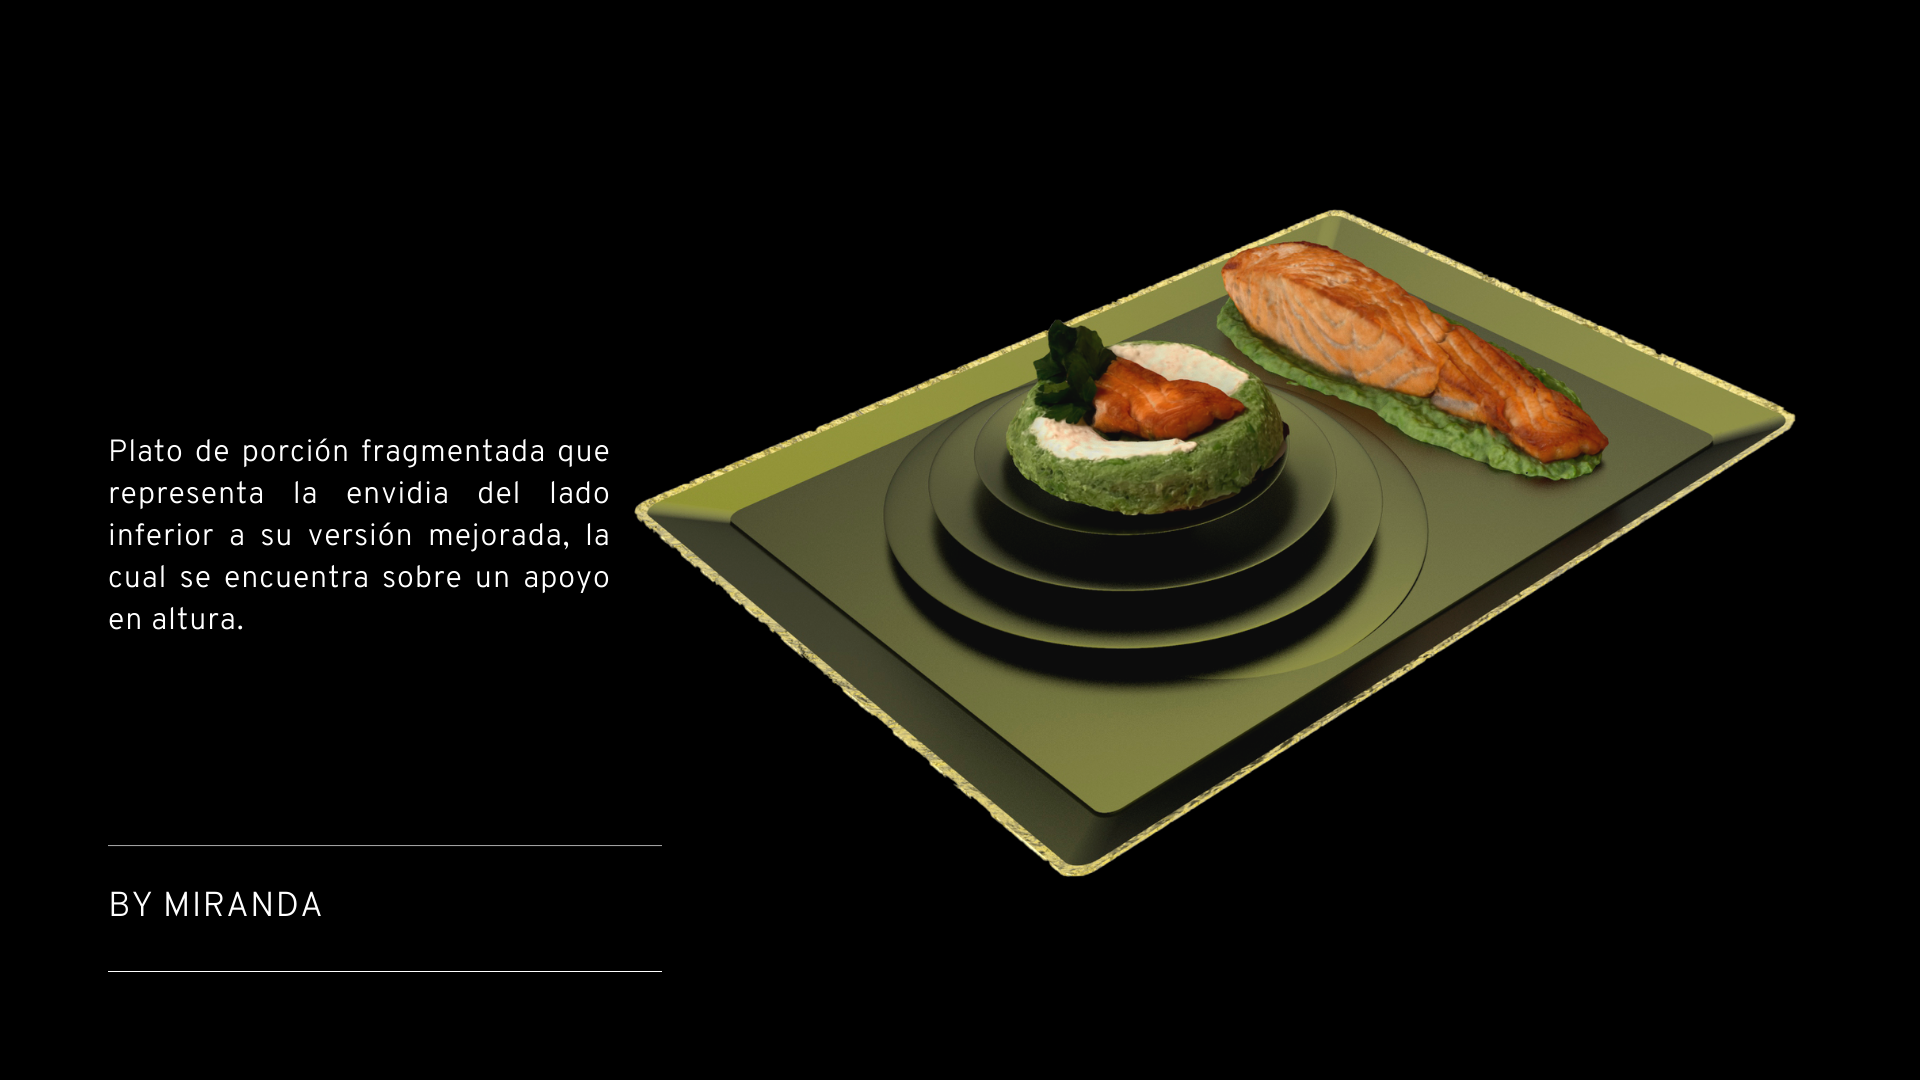 Plato de porción fragmentada que
representa la envidia del lado
inferior a su versión mejorada, la
cual se encuentra sobre un apoyo
en altura.
BY MIRANDA